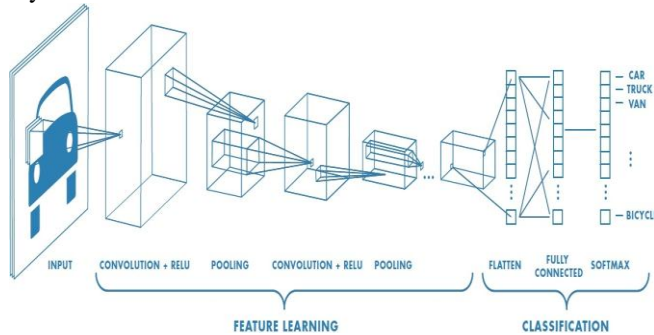 CAR
TRUCK
VAN
BICYCL
INPUT
CONVOLUTION + RELU
POOLING
CONVOLUTION + RELU
POOLING
FLATTEN
FULLY
CONNECTED
SOFTMAX
FEATURE LEARNING
CLASSIFICATION